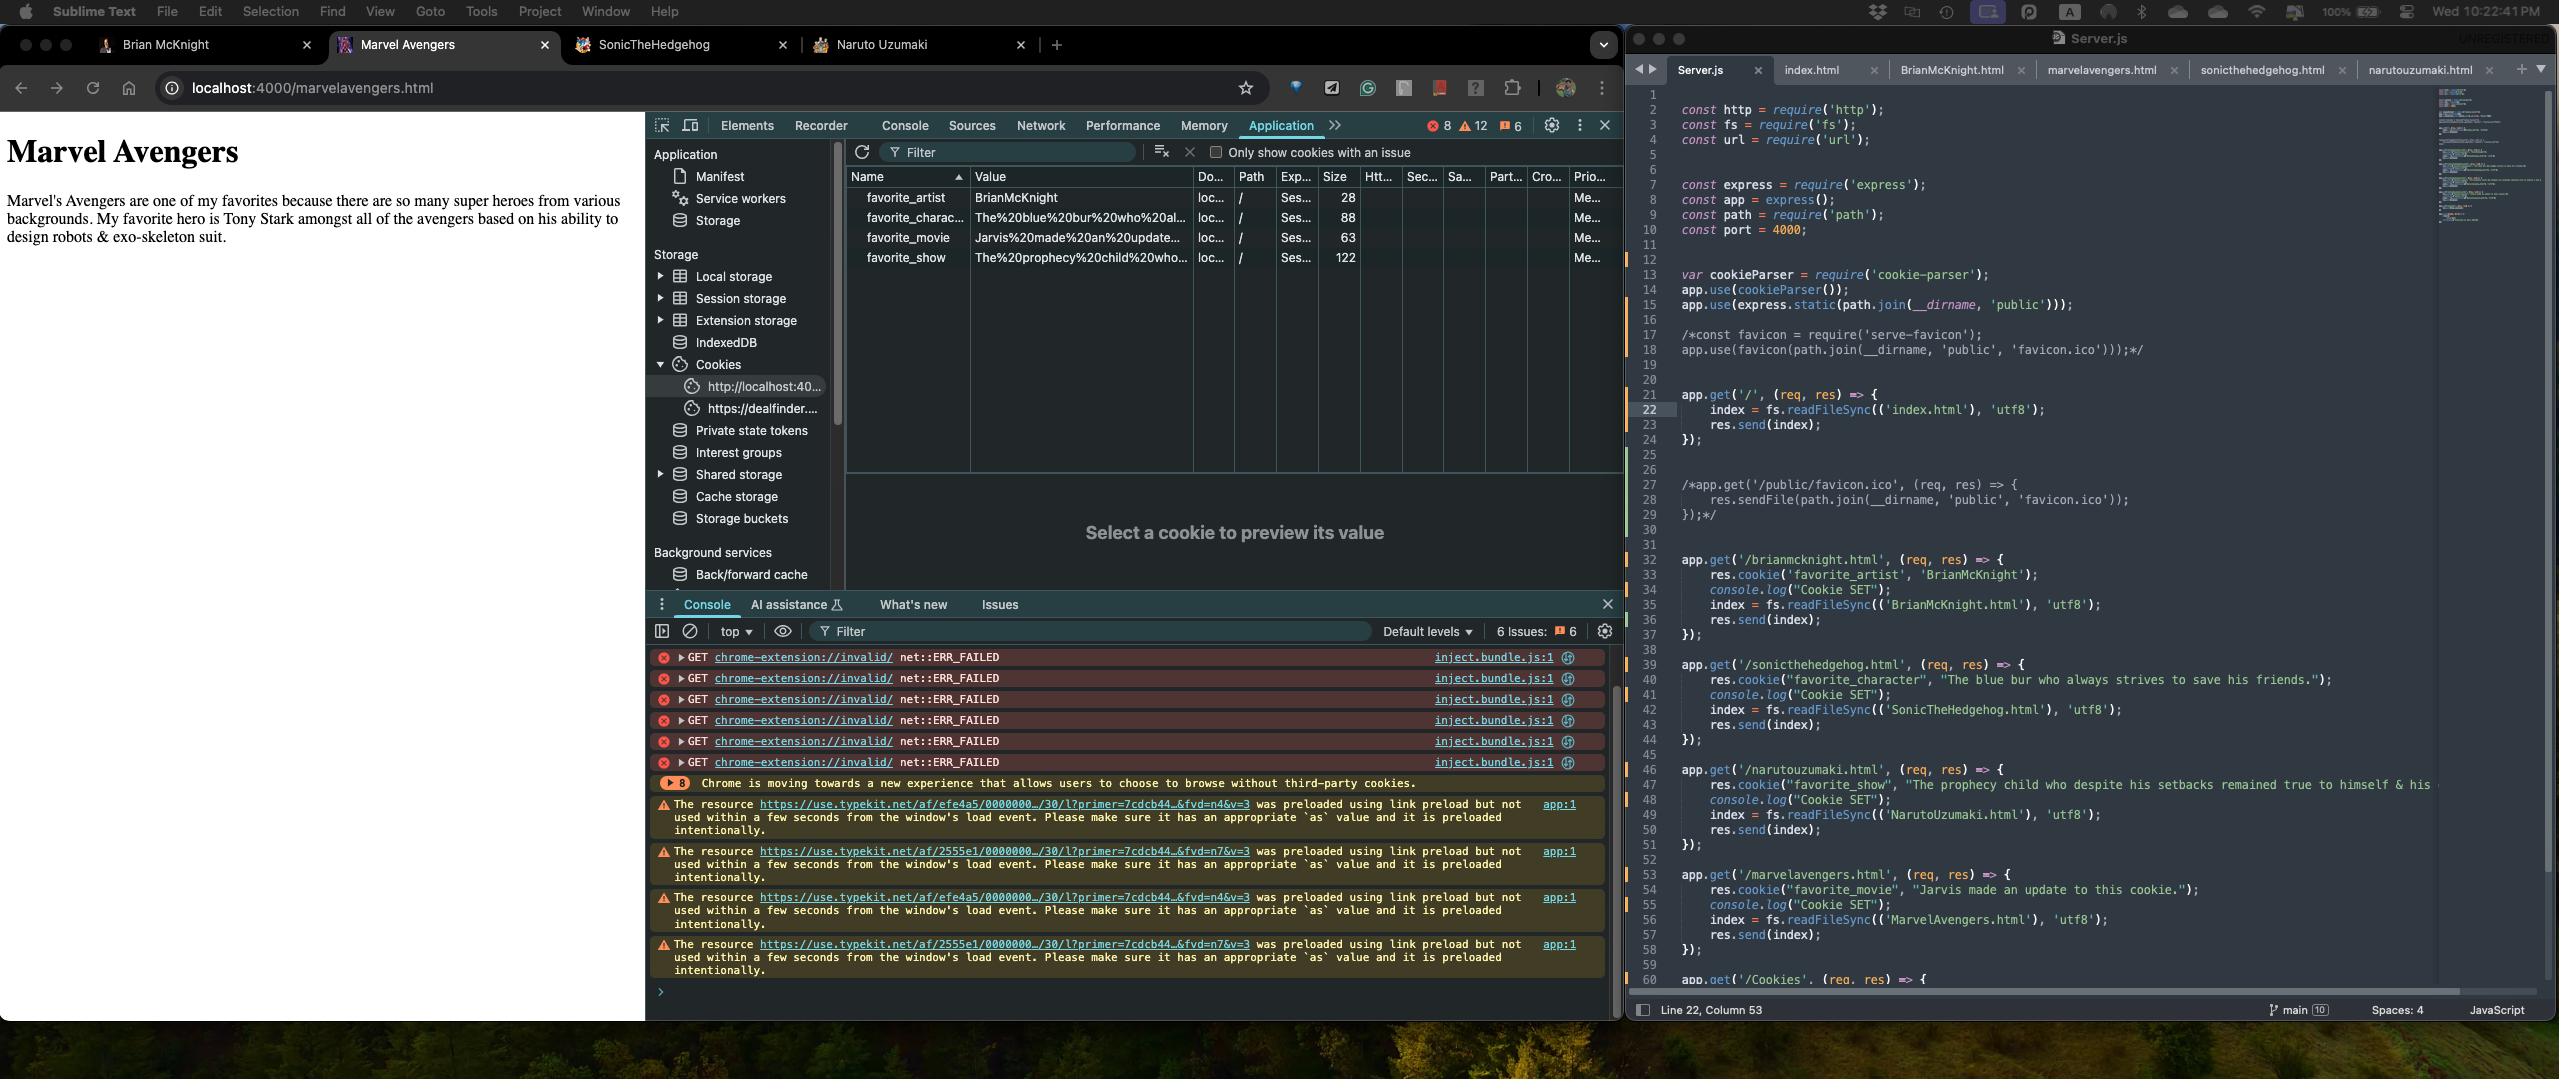 Sublime Text File Edit Selection Find View Goto Tools Project Window Help
100% Wed 10:22:41 PM
Brian McKnight
Marvel Avengers
SonicTheHedgehog
Naruto Uzumaki
localhost:4000/marvelavengers.html
Marvel Avengers
Marvel's Avengers are one of my favorites because there are so many super heroes from various
backgrounds. My favorite hero is Tony Stark amongst all of the avengers based on his ability to
design robots & exo-skeleton suit.
Elements Recorder Console Sources Network Performance Memory Application 8 12 6
Application
Manifest
Service workers
Storage
Storage
Local storage
Session storage
Extension storage
IndexedDB
Cookies
http://localhost:40...
https://dealfinder....
Private state tokens
Interest groups
Shared storage
Cache storage
Storage buckets
Background services
Back/forward cache
Filter Only show cookies with an issue
Name Value Do... Path Exp... Size Htt... Sec... Sa... Part... Cro... Prio...
favorite_artist BrianMcKnight loc... / Ses... 28 Me...
favorite_charac... The%20blue%20bur%20who%20al... loc... / Ses... 88 Me...
favorite_movie Jarvis%20made%20an%20update... loc... / Ses... 63 Me...
favorite_show The%20prophecy%20child%20who... loc... / Ses... 122 Me...
Select a cookie to preview its value
Console AI assistance What's new Issues
top Filter Default levels 6 Issues: 6
GET chrome-extension://invalid/ net::ERR_FAILED inject.bundle.js:1
GET chrome-extension://invalid/ net::ERR_FAILED inject.bundle.js:1
GET chrome-extension://invalid/ net::ERR_FAILED inject.bundle.js:1
GET chrome-extension://invalid/ net::ERR_FAILED inject.bundle.js:1
GET chrome-extension://invalid/ net::ERR_FAILED inject.bundle.js:1
GET chrome-extension://invalid/ net::ERR_FAILED inject.bundle.js:1
8 Chrome is moving towards a new experience that allows users to choose to browse without third-party cookies.
The resource https://use.typekit.net/af/efe4a5/0000000…/30/l?primer=7cdcb44…&fvd=n4&v=3 was preloaded using link preload but not app:1
used within a few seconds from the window's load event. Please make sure it has an appropriate `as` value and it is preloaded
intentionally.
The resource https://use.typekit.net/af/2555e1/0000000…/30/l?primer=7cdcb44…&fvd=n7&v=3 was preloaded using link preload but not app:1
used within a few seconds from the window's load event. Please make sure it has an appropriate `as` value and it is preloaded
intentionally.
The resource https://use.typekit.net/af/efe4a5/0000000…/30/l?primer=7cdcb44…&fvd=n4&v=3 was preloaded using link preload but not app:1
used within a few seconds from the window's load event. Please make sure it has an appropriate `as` value and it is preloaded
intentionally.
The resource https://use.typekit.net/af/2555e1/0000000…/30/l?primer=7cdcb44…&fvd=n7&v=3 was preloaded using link preload but not app:1
used within a few seconds from the window's load event. Please make sure it has an appropriate `as` value and it is preloaded
intentionally.
Server.js UNREGISTERED
Server.js index.html BrianMcKnight.html marvelavengers.html sonicthehedgehog.html narutouzumaki.html
1
2 const http = require('http');
3 const fs = require('fs');
4 const url = require('url');
5
6
7 const express = require('express');
8 const app = express();
9 const path = require('path');
10 const port = 4000;
11
12
13 var cookieParser = require('cookie-parser');
14 app.use(cookieParser());
15 app.use(express.static(path.join(__dirname, 'public')));
16
17 /*const favicon = require('serve-favicon');
18 app.use(favicon(path.join(__dirname, 'public', 'favicon.ico')));*/
19
20
21 app.get('/', (req, res) => {
22 index = fs.readFileSync(('index.html'), 'utf8');
23 res.send(index);
24 });
25
26
27 /*app.get('/public/favicon.ico', (req, res) => {
28 res.sendFile(path.join(__dirname, 'public', 'favicon.ico'));
29 });*/
30
31
32 app.get('/brianmcknight.html', (req, res) => {
33 res.cookie('favorite_artist', 'BrianMcKnight');
34 console.log("Cookie SET");
35 index = fs.readFileSync(('BrianMcKnight.html'), 'utf8');
36 res.send(index);
37 });
38
39 app.get('/sonicthehedgehog.html', (req, res) => {
40 res.cookie("favorite_character", "The blue bur who always strives to save his friends.");
41 console.log("Cookie SET");
42 index = fs.readFileSync(('SonicTheHedgehog.html'), 'utf8');
43 res.send(index);
44 });
45
46 app.get('/narutouzumaki.html', (req, res) => {
47 res.cookie("favorite_show", "The prophecy child who despite his setbacks remained true to himself & his
48 console.log("Cookie SET");
49 index = fs.readFileSync(('NarutoUzumaki.html'), 'utf8');
50 res.send(index);
51 });
52
53 app.get('/marvelavengers.html', (req, res) => {
54 res.cookie("favorite_movie", "Jarvis made an update to this cookie.");
55 console.log("Cookie SET");
56 index = fs.readFileSync(('MarvelAvengers.html'), 'utf8');
57 res.send(index);
58 });
59
60 app.get('/Cookies', (req, res) => {
Line 22, Column 53 main 10 Spaces: 4 JavaScript